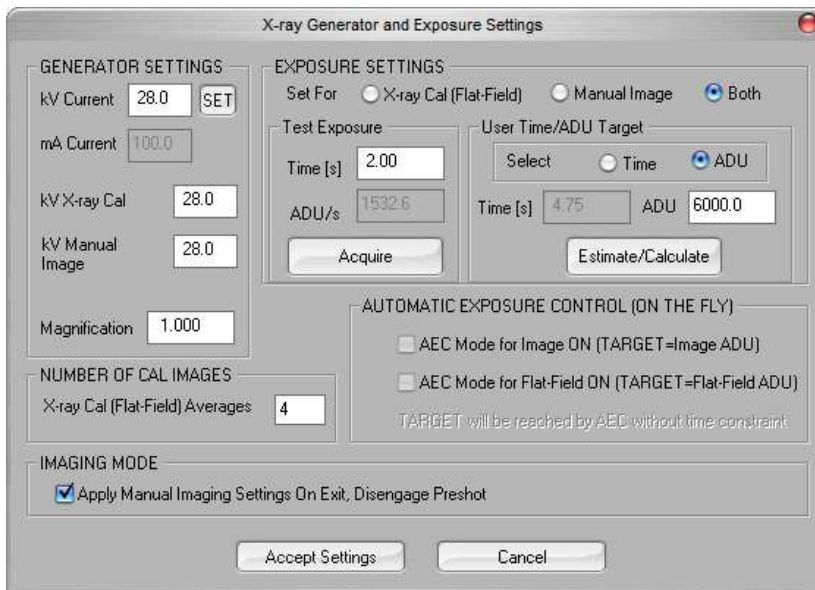 X-ray Generator and Exposure Settings
GENERATOR SETTINGS
kV Current 28.0 SET
mA Current 100.0
kV X-ray Cal 28.0
kV Manual Image 28.0
Magnification 1.000
EXPOSURE SETTINGS
Set For X-ray Cal (Flat-Field) Manual Image Both
Test Exposure
Time [s] 2.00
ADU/s 1532.6
Acquire
User Time/ADU Target
Select Time ADU
Time [s] 4.75 ADU 6000.0
Estimate/Calculate
AUTOMATIC EXPOSURE CONTROL (ON THE FLY)
AEC Mode for Image ON (TARGET=Image ADU)
AEC Mode for Flat-Field ON (TARGET=Flat-Field ADU)
TARGET will be reached by AEC without time constraint
NUMBER OF CAL IMAGES
X-ray Cal (Flat-Field) Averages 4
IMAGING MODE
Apply Manual Imaging Settings On Exit, Disengage Preshot
Accept Settings Cancel